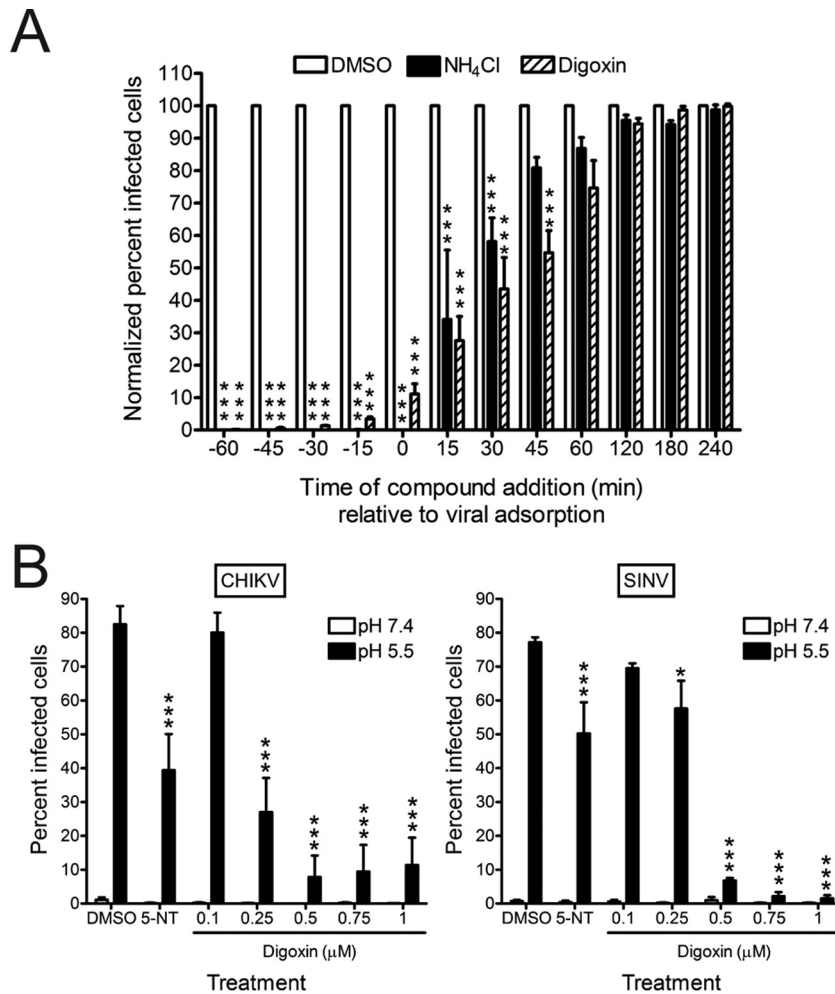 A
DMSO NH₄Cl Digoxin
Normalized percent infected cells
110
100
90
80
70
60
50
40
30
20
10
0
*** *** *** *** *** *** *** *** *** *** *** *** *** *** ***
-60 -45 -30 -15 0 15 30 45 60 120 180 240
Time of compound addition (min)
relative to viral adsorption
B
CHIKV
pH 7.4
pH 5.5
Percent infected cells
90
80
70
60
50
40
30
20
10
0
*** *** *** *** ***
DMSO 5-NT 0.1 0.25 0.5 0.75 1
Digoxin (μM)
Treatment
SINV
pH 7.4
pH 5.5
Percent infected cells
90
80
70
60
50
40
30
20
10
0
*** * *** *** ***
DMSO 5-NT 0.1 0.25 0.5 0.75 1
Digoxin (μM)
Treatment